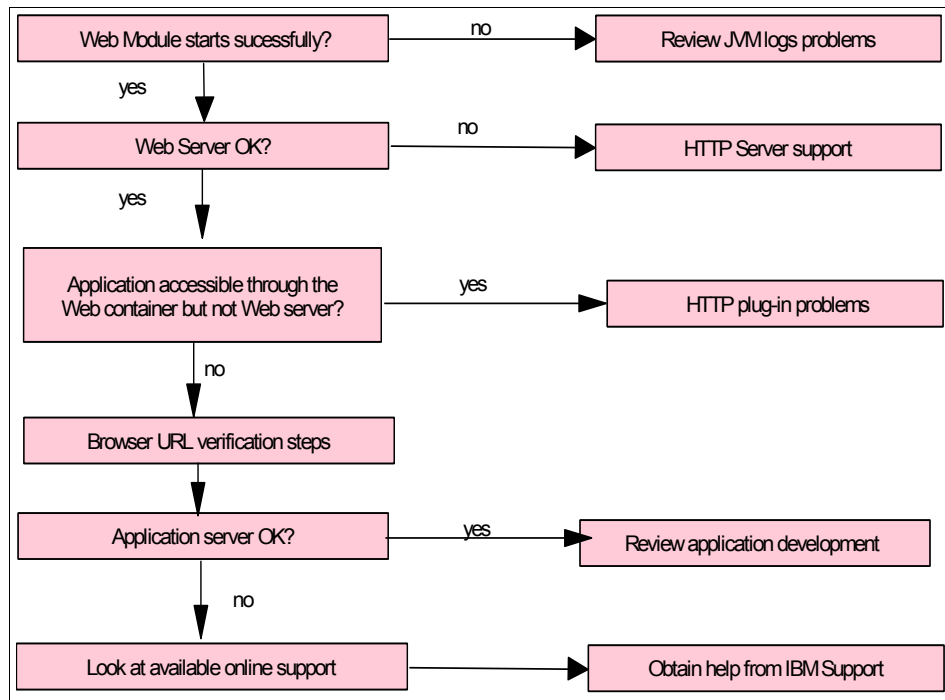 Web Module starts sucessfully?
no
Review JVM logs problems
yes
Web Server OK?
no
HTTP Server support
yes
Application accessible through the
Web container but not Web server?
yes
HTTP plug-in problems
no
Browser URL verification steps
Application server OK?
yes
Review application development
no
Look at available online support
Obtain help from IBM Support